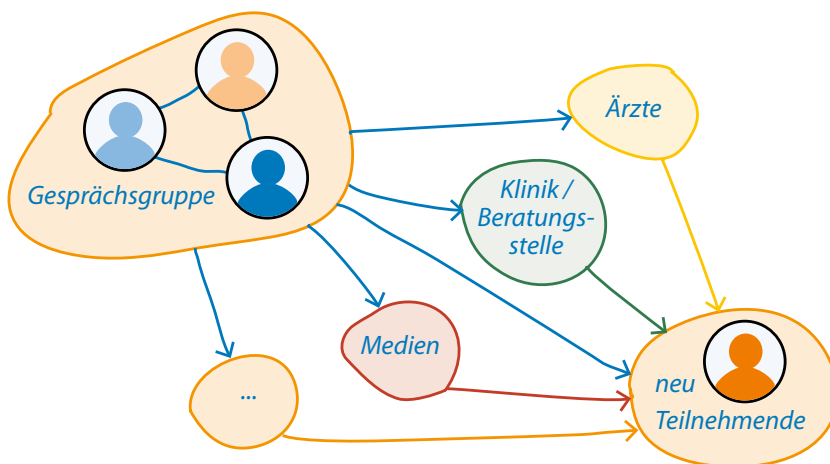 Gesprächsgruppe
Ärzte
Klinik /
Beratungs-
stelle
Medien
...
neu
Teilnehmende